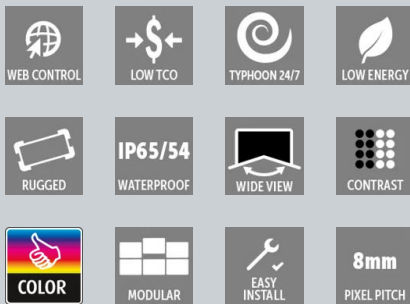 WEB CONTROL
LOW TCO
TYPHOON 24/7
LOW ENERGY
RUGGED
IP65/54
WATERPROOF
WIDE VIEW
CONTRAST
COLOR
MODULAR
EASY
INSTALL
8mm
PIXEL PITCH